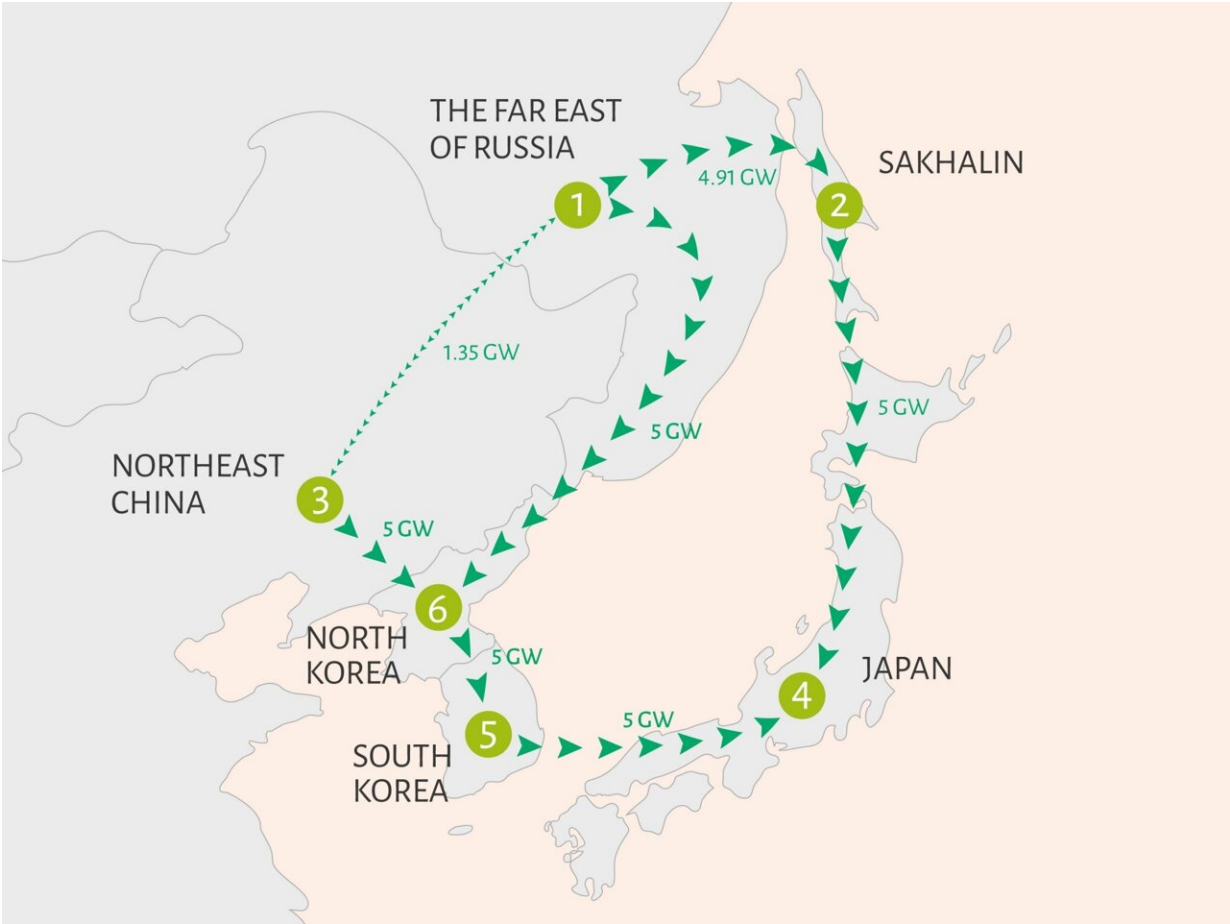 THE FAR EAST
OF RUSSIA
SAKHALIN
4.91 GW
1
2
1.35 GW
5 GW
5 GW
NORTHEAST
CHINA
3
5 GW
6
NORTH
KOREA
5 GW
JAPAN
4
5 GW
5
SOUTH
KOREA